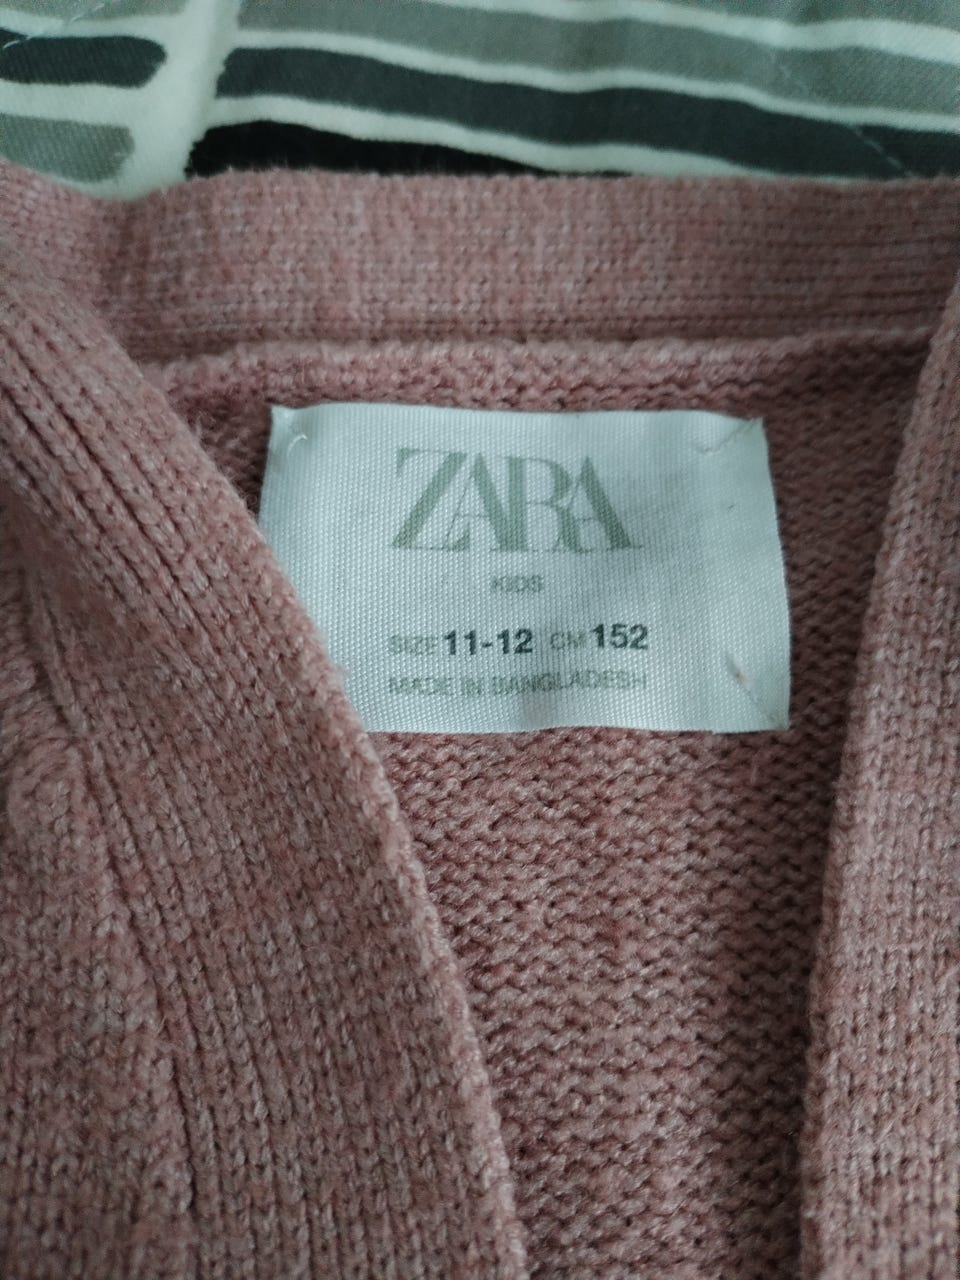 ZARA
KIDS
SIZE 11-12 CM 152
MADE IN BANGLADESH